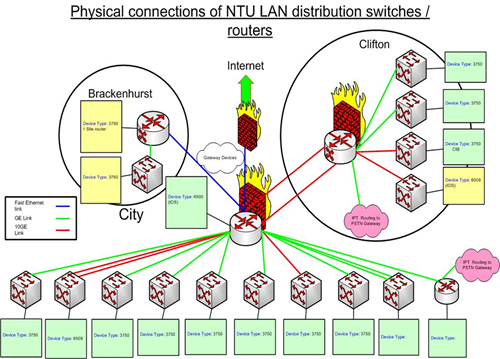 Physical connections of NTU LAN distribution switches /
routers
Clifton
Internet
Brackenhurst
Device Type: 3750
Device Type: 3750
1 Site router
Device Type: 3750
Device Type: 3750
CIB
Gateway Devices
Device Type: 3750
Device Type: 6509
(IOS)
Device Type: 6500
(IOS)
City
Fast Ethernet
link
GE Link
10GE
Link
IPT Routing to
PSTN Gateway
IPT Routing to
PSTN Gateway
Device Type: 3750
Device Type: 6509
Device Type: 3750
Device Type: 3750
Device Type: 3750
Device Type: 3750
Device Type: 3750
Device Type: 3750
Device Type:
Device Type: